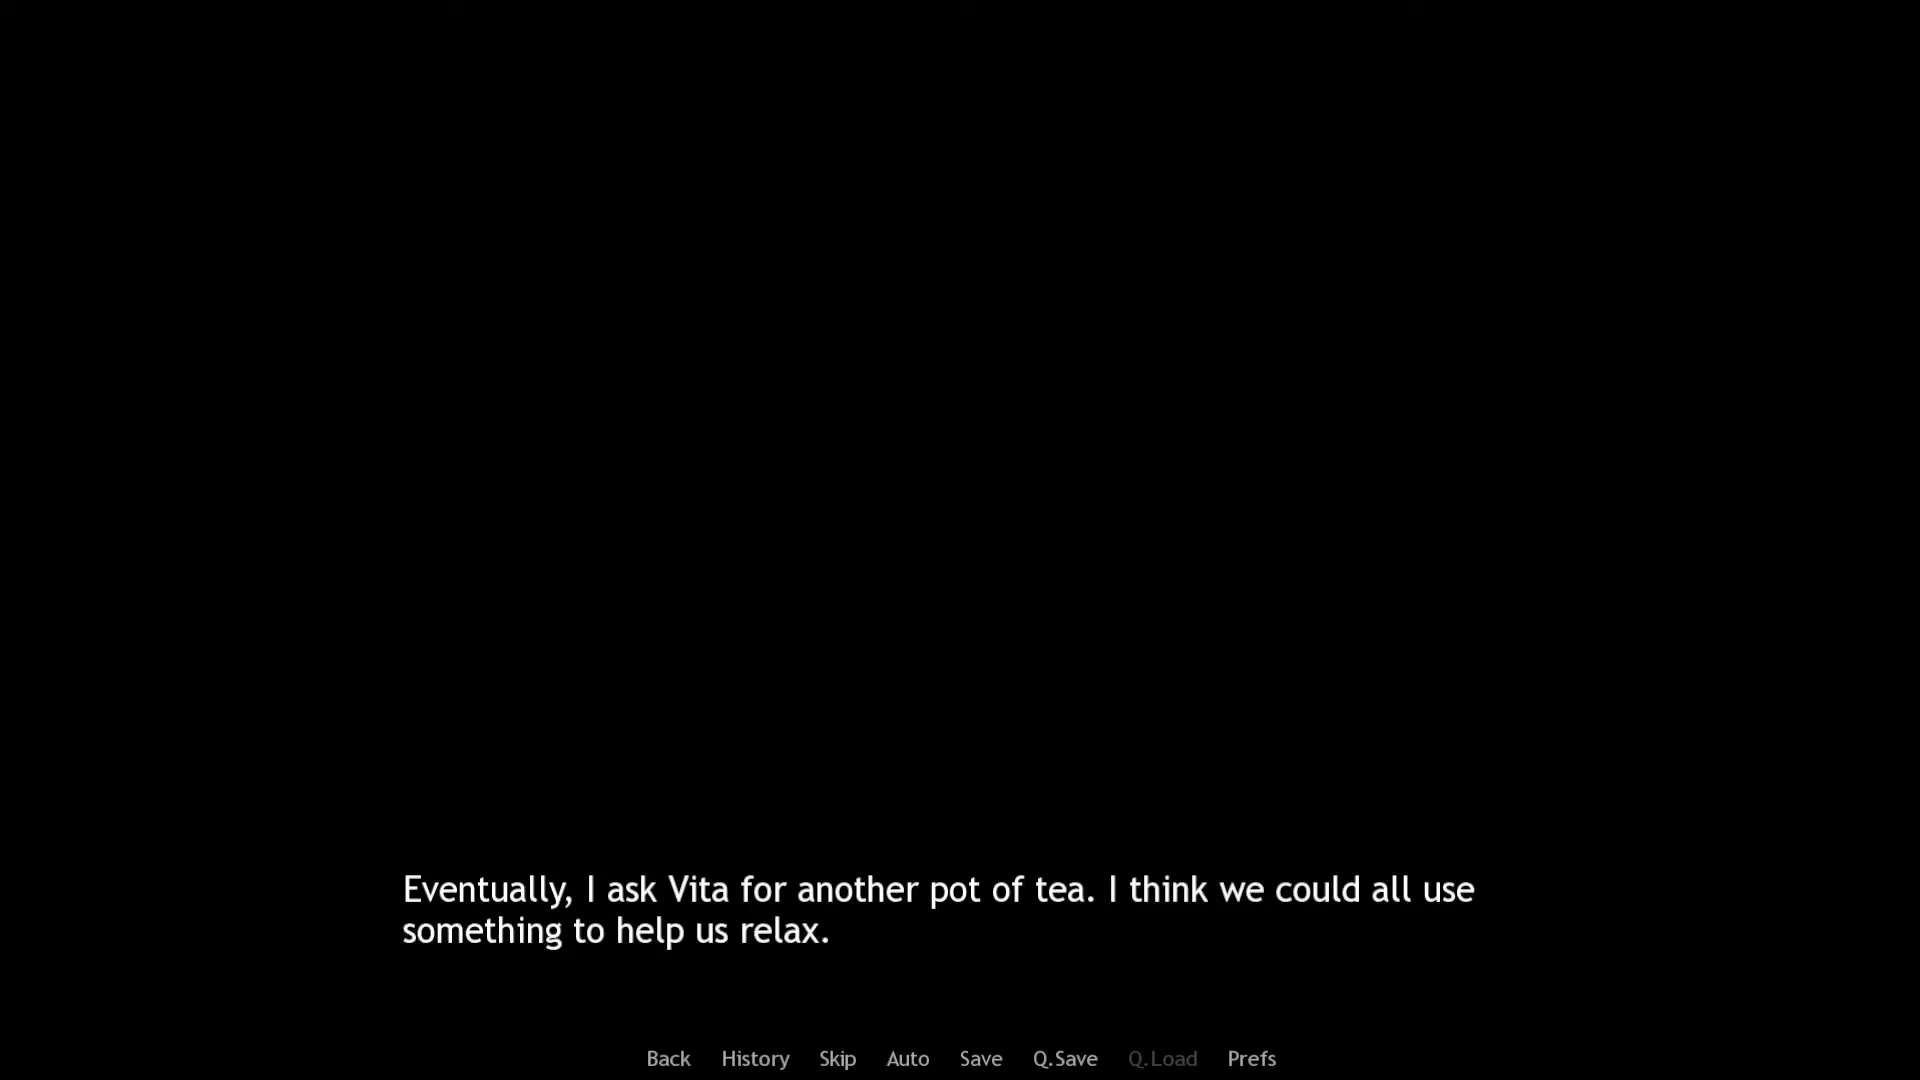 Eventually, I ask Vita for another pot of tea. I think we could all use
something to help us relax.
Back History Skip Auto Save Q.Save Q.Load Prefs